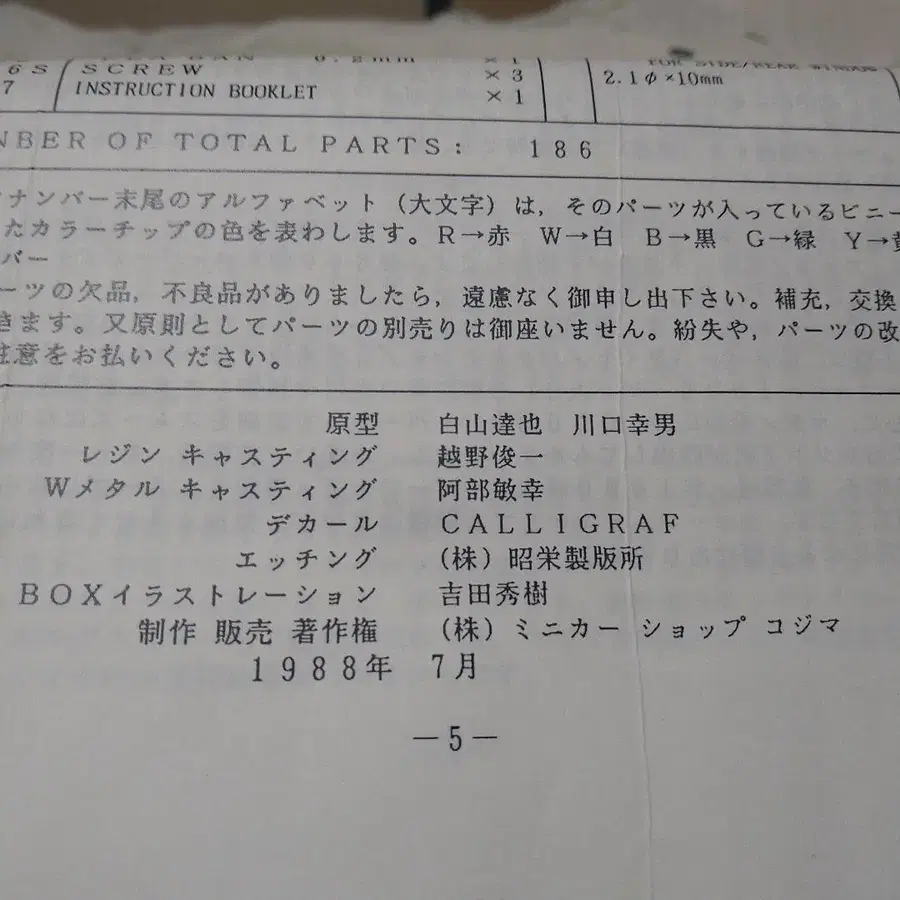 6S SCREW ×3 2.1φ×10mm
7 INSTRUCTION BOOKLET ×1
NBER OF TOTAL PARTS: 186
ナンバー末尾のアルファベット（大文字）は，そのパーツが入っているビニー
たカラーチップの色を表わします。R→赤 W→白 B→黒 G→緑 Y→黄
バー
ーツの欠品，不良品がありましたら，遠慮なく御申し出下さい。補充，交換
きます。又原則としてパーツの別売りは御座いません。紛失や，パーツの改
注意をお払いください。
原型 白山達也 川口幸男
レジン キャスティング 越野俊一
Wメタル キャスティング 阿部敏幸
デカール CALLIGRAF
エッチング （株）昭栄製版所
BOXイラストレーション 吉田秀樹
制作 販売 著作権 （株）ミニカー ショップ コジマ
1988年 7月
—5—